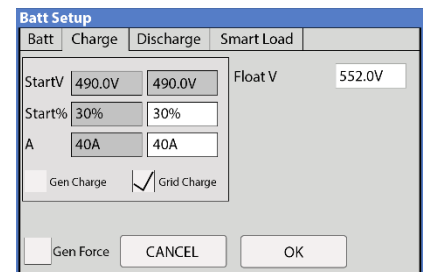 Batt Setup
Batt Charge Discharge Smart Load
StartV 490.0V 490.0V Float V 552.0V
Start% 30% 30%
A 40A 40A
Gen Charge Grid Charge
Gen Force CANCEL OK